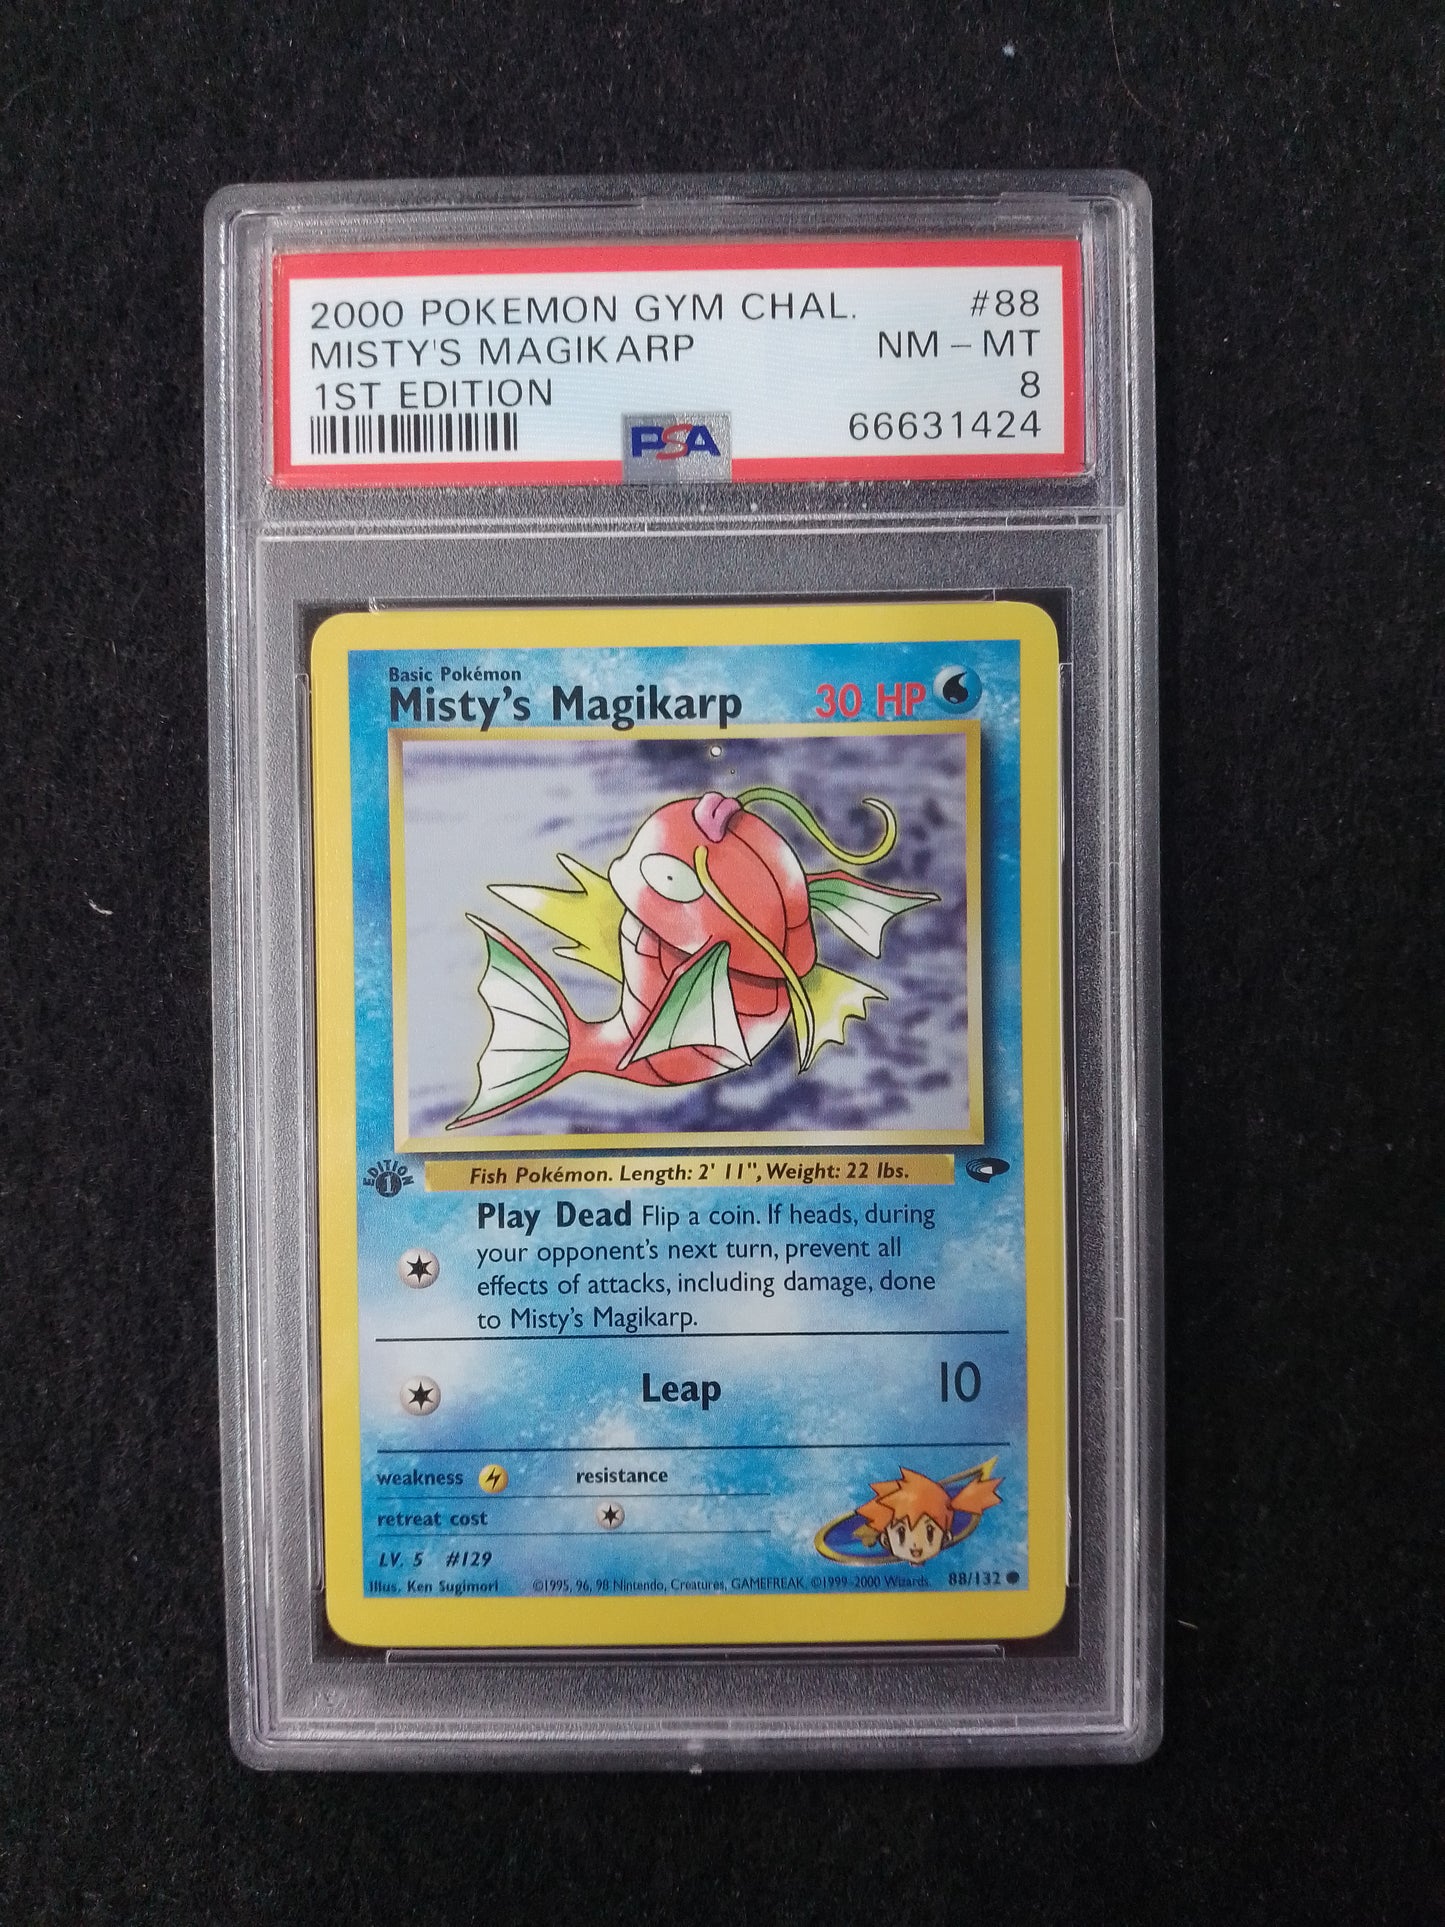 2000 POKEMON GYM CHAL. #88
MISTY'S MAGIKARP NM - MT
1ST EDITION 8
66631424
PSA
Basic Pokémon
Misty's Magikarp 30 HP
EDITION
1
Fish Pokémon. Length: 2' 11", Weight: 22 lbs.
Play Dead Flip a coin. If heads, during
your opponent's next turn, prevent all
effects of attacks, including damage, done
to Misty's Magikarp.
Leap 10
weakness resistance
retreat cost
LV. 5 #129
Illus. Ken Sugimori ©1995, 96, 98 Nintendo, Creatures, GAMEFREAK. ©1999-2000 Wizards. 88/132